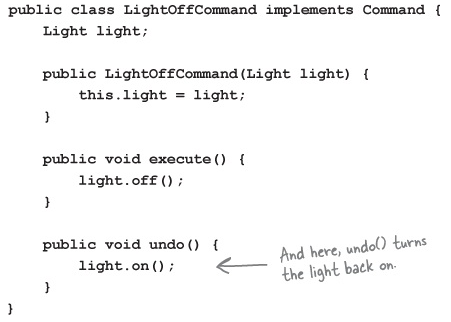 public class LightOffCommand implements Command {
    Light light;

    public LightOffCommand(Light light) {
        this.light = light;
    }

    public void execute() {
        light.off();
    }

    public void undo() {
        light.on();
    }
}
And here, undo() turns
the light back on.